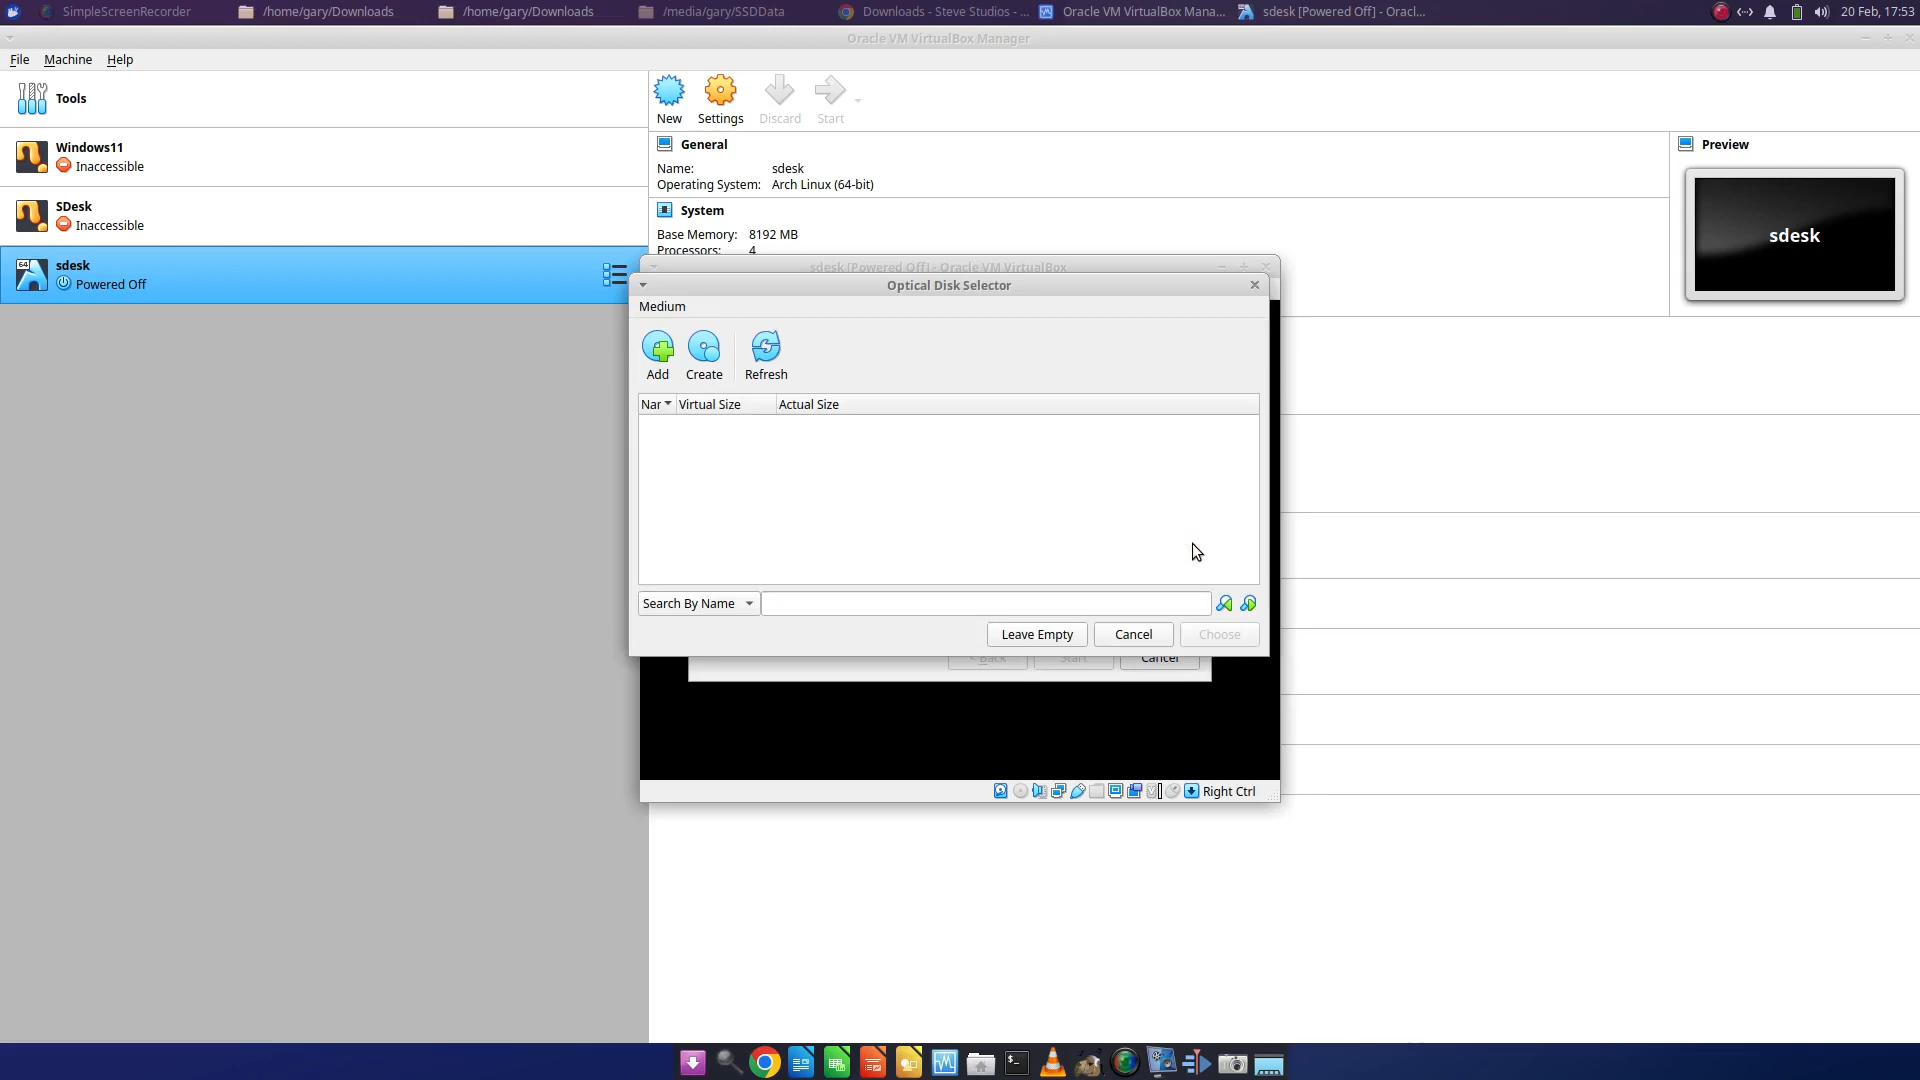 SimpleScreenRecorder
/home/gary/Downloads
/home/gary/Downloads
/media/gary/SSDData
Downloads - Steve Studios - ...
Oracle VM VirtualBox Mana...
sdesk [Powered Off] - Oracl...
20 Feb, 17:53
Oracle VM VirtualBox Manager
File Machine Help
Tools
Windows11
Inaccessible
SDesk
Inaccessible
64
sdesk
Powered Off
New Settings Discard Start
General
Name: sdesk
Operating System: Arch Linux (64-bit)
System
Base Memory: 8192 MB
Processors: 4
Preview
sdesk
sdesk [Powered Off] - Oracle VM VirtualBox
Optical Disk Selector
Medium
Add Create Refresh
Nar Virtual Size Actual Size
Search By Name
Leave Empty Cancel Choose
< Back Start Cancel
Right Ctrl